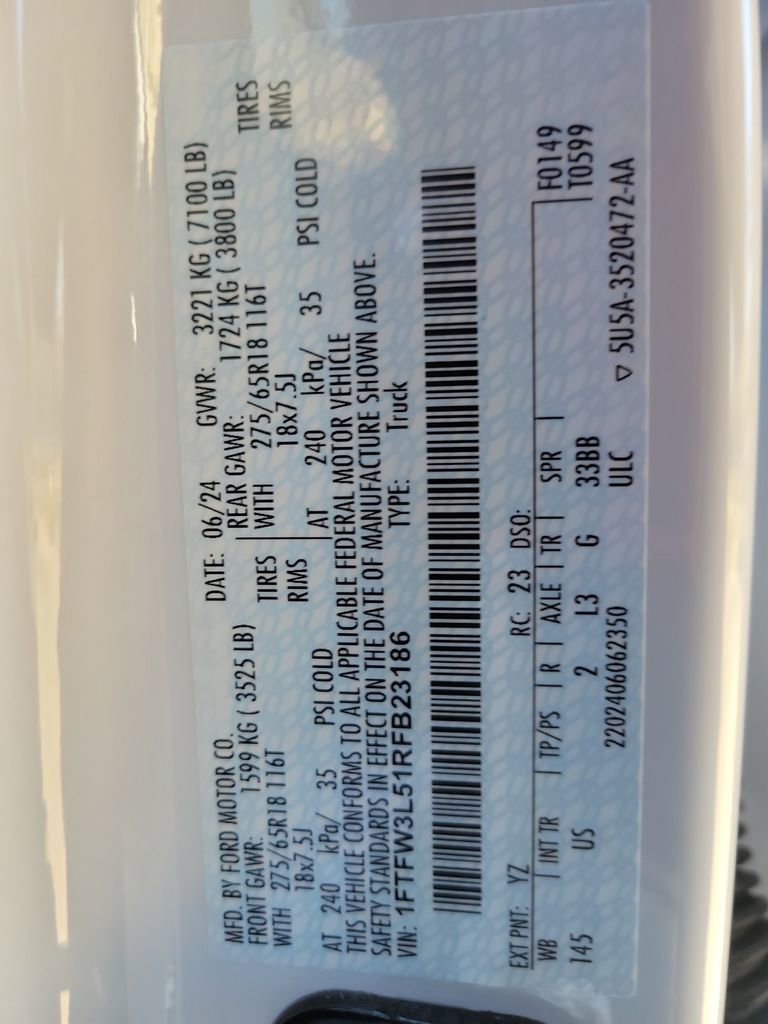 MFD. BY FORD MOTOR CO. DATE: 06/24 GVWR: 3221 KG ( 7100 LB)
FRONT GAWR: 1599 KG ( 3525 LB) REAR GAWR: 1724 KG ( 3800 LB)
WITH 275/65R18 116T TIRES WITH 275/65R18 116T TIRES
18x7.5J RIMS 18x7.5J RIMS
AT 240 kPa/ 35 PSI COLD AT 240 kPa/ 35 PSI COLD
THIS VEHICLE CONFORMS TO ALL APPLICABLE FEDERAL MOTOR VEHICLE
SAFETY STANDARDS IN EFFECT ON THE DATE OF MANUFACTURE SHOWN ABOVE.
VIN: 1FTFW3L51RFB23186 TYPE: Truck
EXT PNT: YZ RC: 23 DSO: F0149
WB INT TR TP/PS R AXLE TR SPR T0599
145 US 2 L3 G 33BB
2202406062350 ULC ▽ 5U5A-3520472-AA